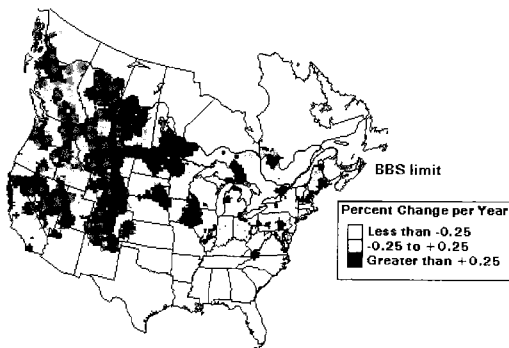 BBS limit
Percent Change per Year
Less than -0.25
-0.25 to +0.25
Greater than +0.25